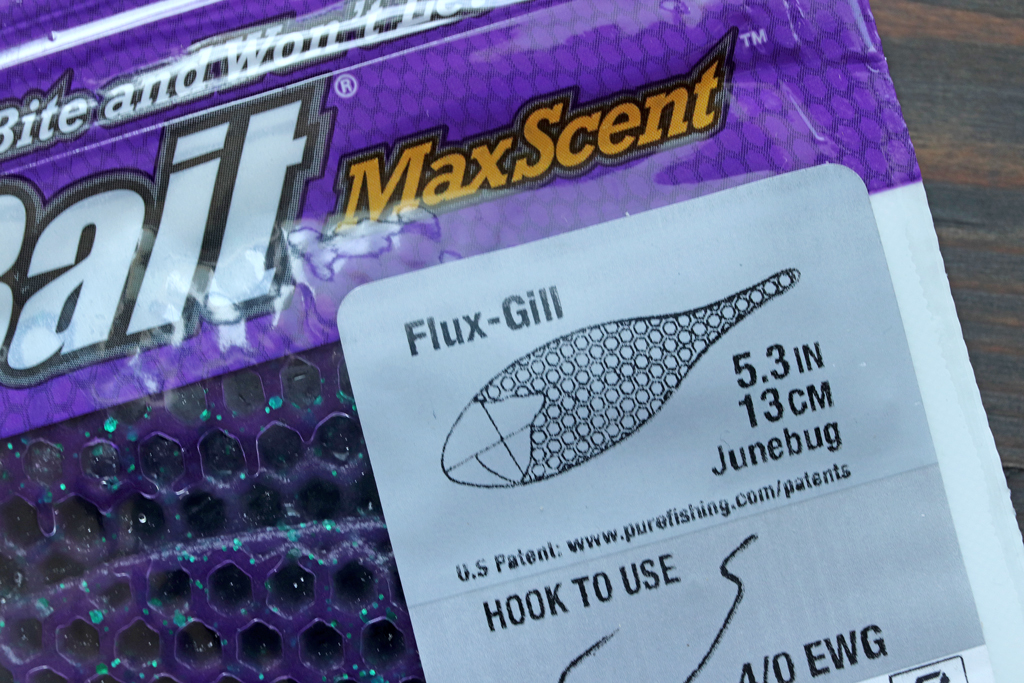 Bite and Won't Let
Bait® MaxScent™
Flux-Gill
5.3 IN
13 CM
Junebug
U.S Patent: www.purefishing.com/patents
HOOK TO USE
4/0 EWG